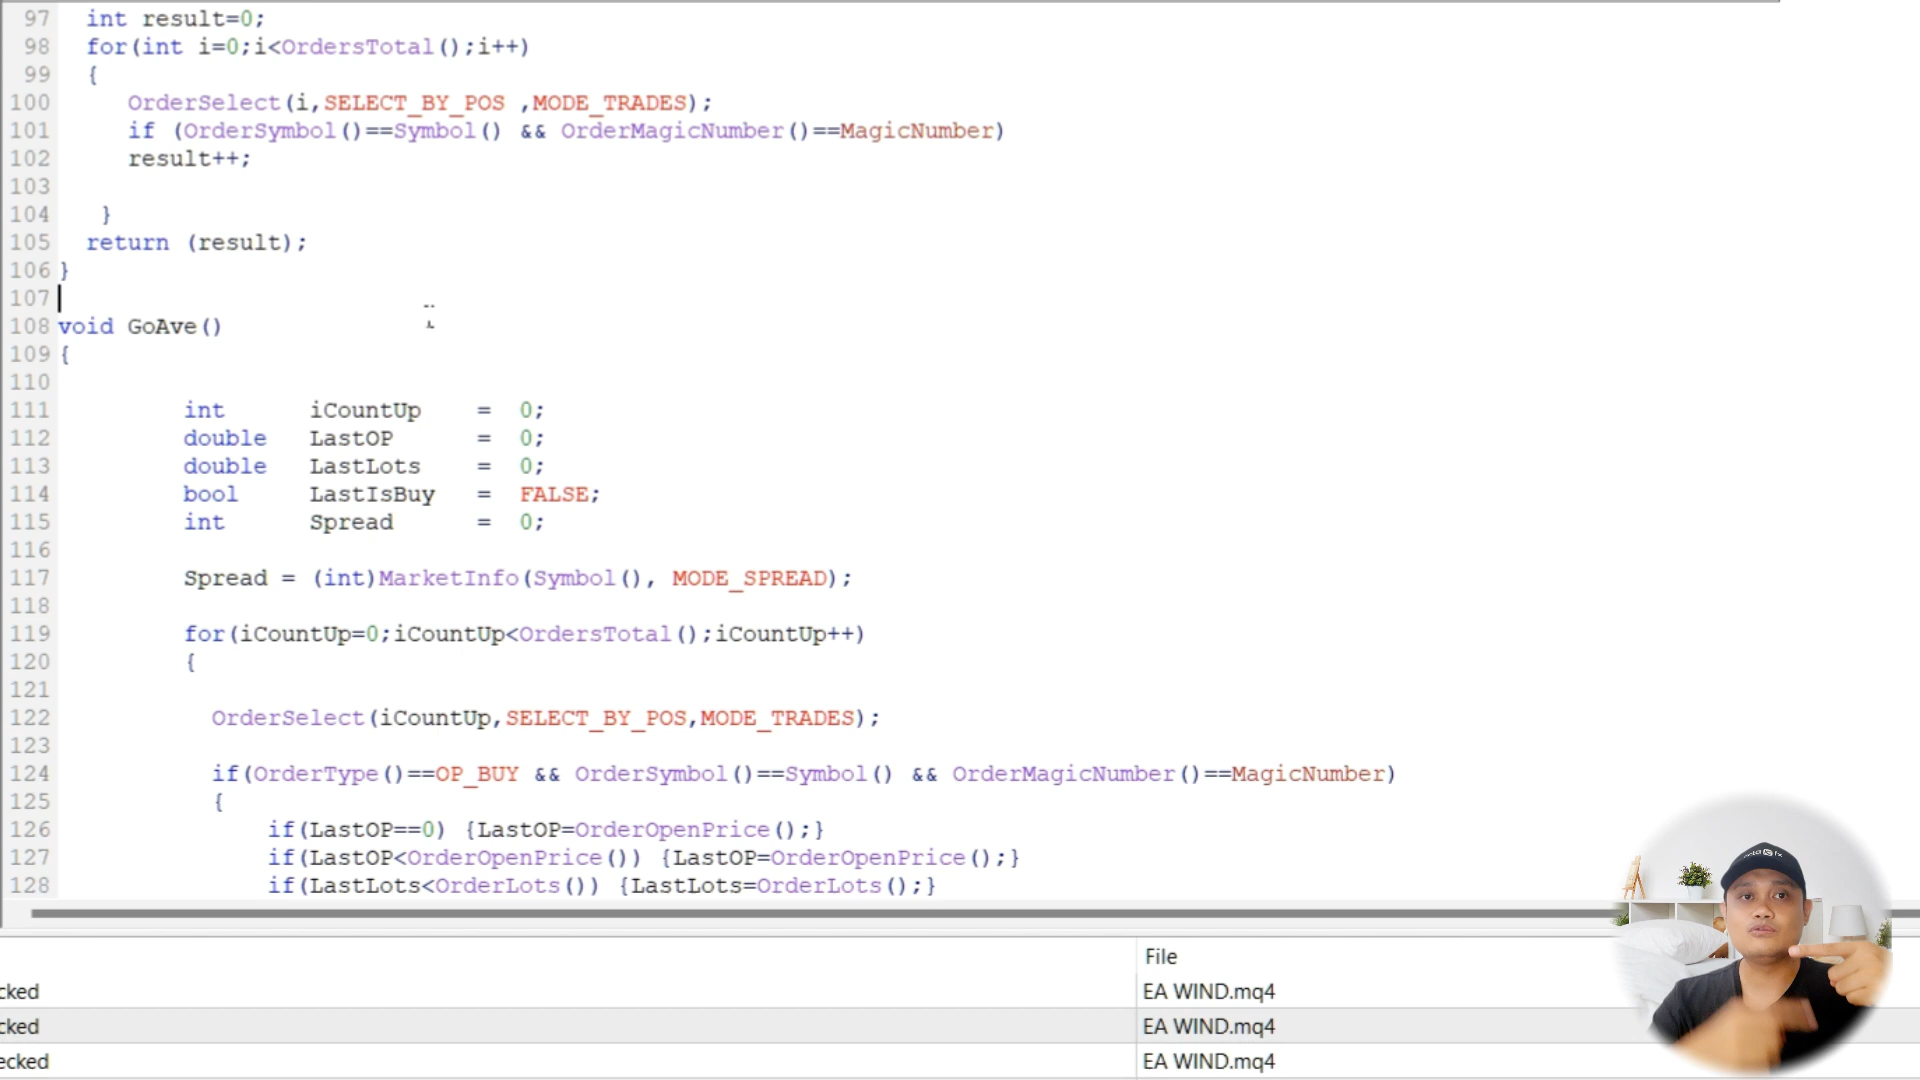 97 int result=0;
98 for(int i=0;i<OrdersTotal();i++)
99 {
100 OrderSelect(i,SELECT_BY_POS ,MODE_TRADES);
101 if (OrderSymbol()==Symbol() && OrderMagicNumber()==MagicNumber)
102 result++;
103
104 }
105 return (result);
106 }
107
108 void GoAve()
109 {
110
111 int iCountUp = 0;
112 double LastOP = 0;
113 double LastLots = 0;
114 bool LastIsBuy = FALSE;
115 int Spread = 0;
116
117 Spread = (int)MarketInfo(Symbol(), MODE_SPREAD);
118
119 for(iCountUp=0;iCountUp<OrdersTotal();iCountUp++)
120 {
121
122 OrderSelect(iCountUp,SELECT_BY_POS,MODE_TRADES);
123
124 if(OrderType()==OP_BUY && OrderSymbol()==Symbol() && OrderMagicNumber()==MagicNumber)
125 {
126 if(LastOP==0) {LastOP=OrderOpenPrice();}
127 if(LastOP<OrderOpenPrice()) {LastOP=OrderOpenPrice();}
128 if(LastLots<OrderLots()) {LastLots=OrderLots();}
File
cked EA WIND.mq4
cked EA WIND.mq4
ecked EA WIND.mq4